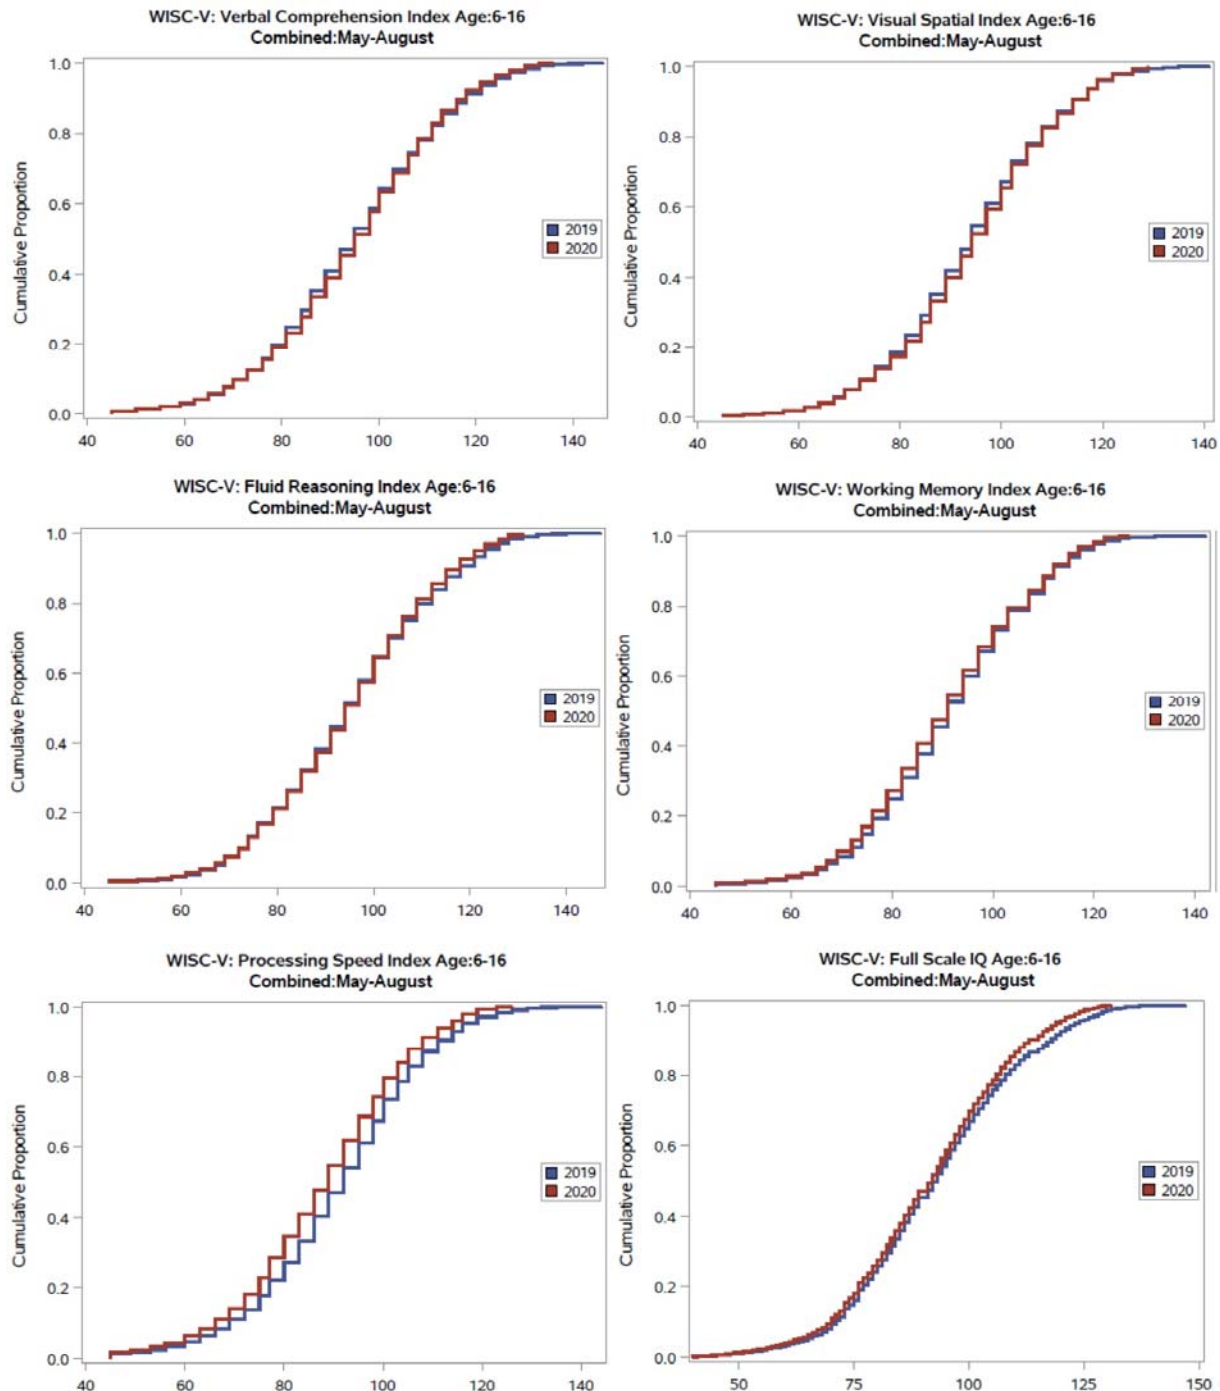 WISC-V: Verbal Comprehension Index Age:6-16
Combined:May-August
Cumulative Proportion
1.0
0.8
0.6
0.4
0.2
0.0
40 60 80 100 120 140
2019
2020
WISC-V: Visual Spatial Index Age:6-16
Combined:May-August
Cumulative Proportion
1.0
0.8
0.6
0.4
0.2
0.0
40 60 80 100 120 140
2019
2020
WISC-V: Fluid Reasoning Index Age:6-16
Combined:May-August
Cumulative Proportion
1.0
0.8
0.6
0.4
0.2
0.0
40 60 80 100 120 140
2019
2020
WISC-V: Working Memory Index Age:6-16
Combined:May-August
Cumulative Proportion
1.0
0.8
0.6
0.4
0.2
0.0
40 60 80 100 120 140
2019
2020
WISC-V: Processing Speed Index Age:6-16
Combined:May-August
Cumulative Proportion
1.0
0.8
0.6
0.4
0.2
0.0
40 60 80 100 120 140
2019
2020
WISC-V: Full Scale IQ Age:6-16
Combined:May-August
Cumulative Proportion
1.0
0.8
0.6
0.4
0.2
0.0
50 75 100 125 150
2019
2020